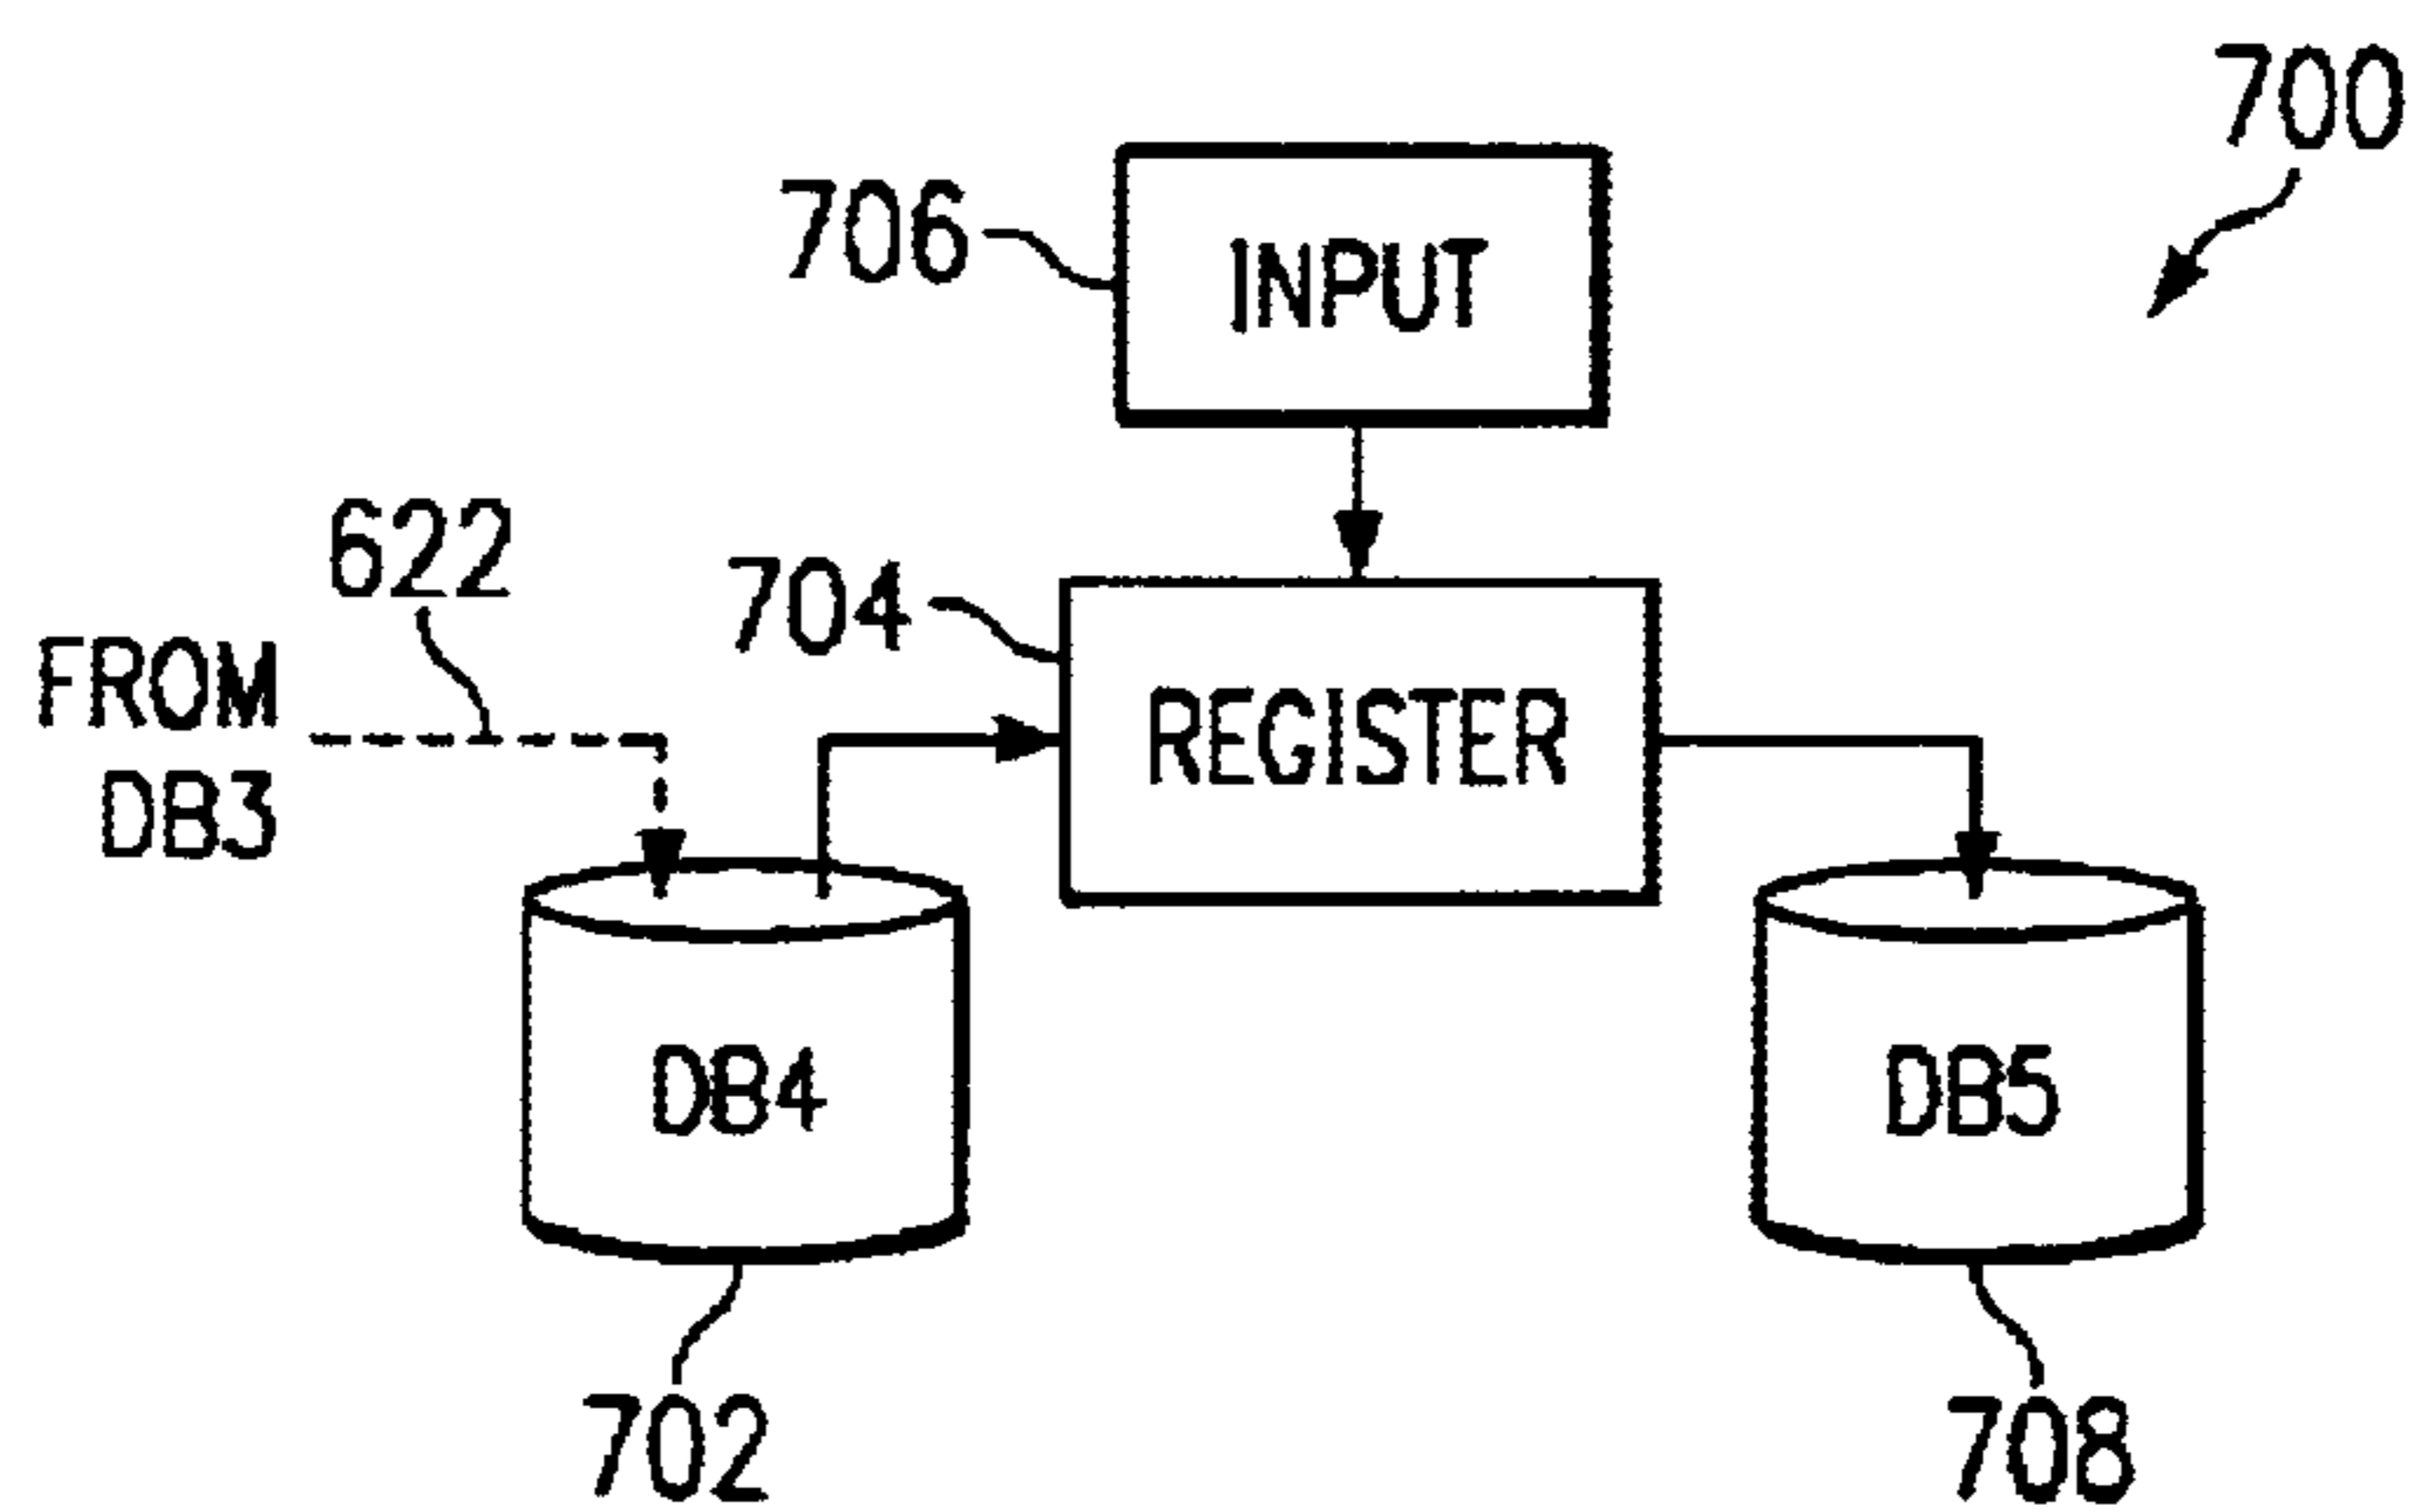 700
706
INPUT
622
704
FROM
DB3
REGISTER
DB4
DB5
702
708